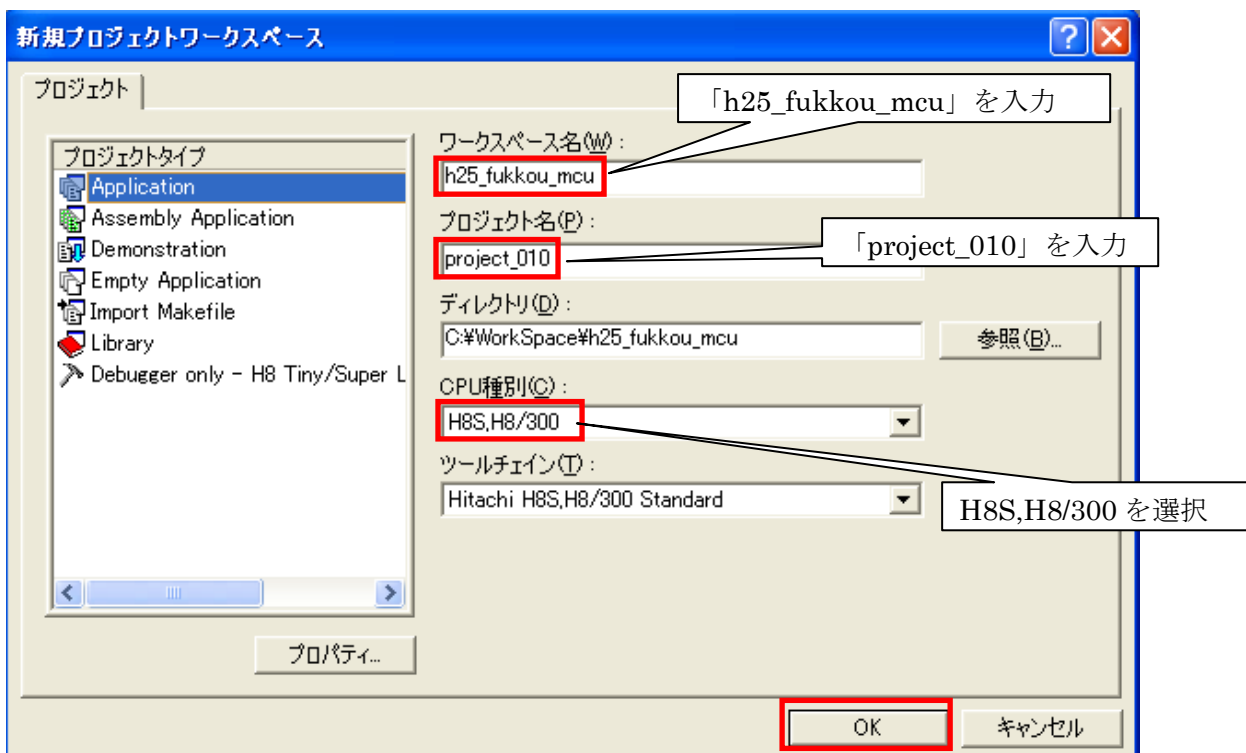 新規プロジェクトワークスペース
プロジェクト
「h25_fukkou_mcu」を入力
プロジェクトタイプ
Application
Assembly Application
Demonstration
Empty Application
Import Makefile
Library
Debugger only - H8 Tiny/Super L
ワークスペース名(W):
h25_fukkou_mcu
プロジェクト名(P):
project_010
「project_010」を入力
ディレクトリ(D):
C:¥WorkSpace¥h25_fukkou_mcu
参照(B)...
CPU種別(C):
H8S,H8/300
ツールチェイン(T):
Hitachi H8S,H8/300 Standard
H8S,H8/300 を選択
プロパティ...
OK
キャンセル